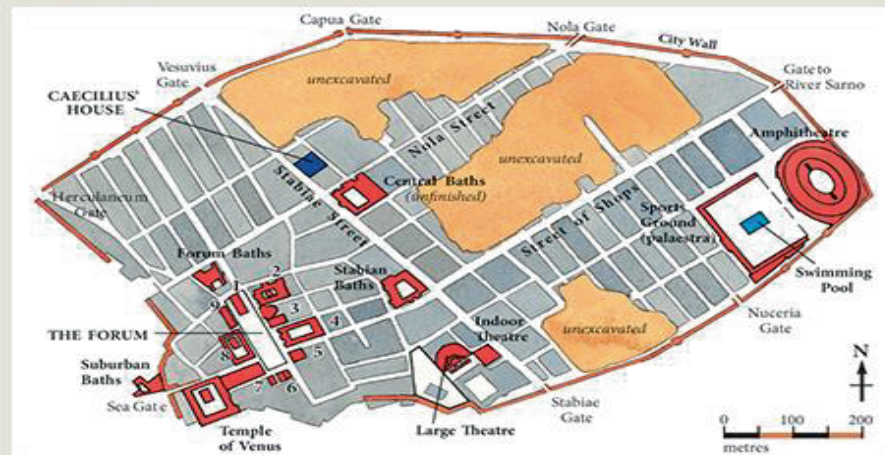 Capua Gate
Nola Gate
City Wall
Vesuvius
Gate
unexcavated
Gate to
River Sarno
CAECILIUS'
HOUSE
Nola Street
unexcavated
Amphitheatre
Stabiae Street
Central Baths
(unfinished)
Herculaneum
Gate
Street of Shops
Sports
Ground
(palaestra)
Forum Baths
Stabian
Baths
Swimming
Pool
1
2
3
9
4
THE FORUM
5
8
Indoor
Theatre
unexcavated
Nuceria
Gate
Suburban
Baths
7
6
N
Sea Gate
Stabiae
Gate
Temple
of Venus
Large Theatre
0 100 200
metres